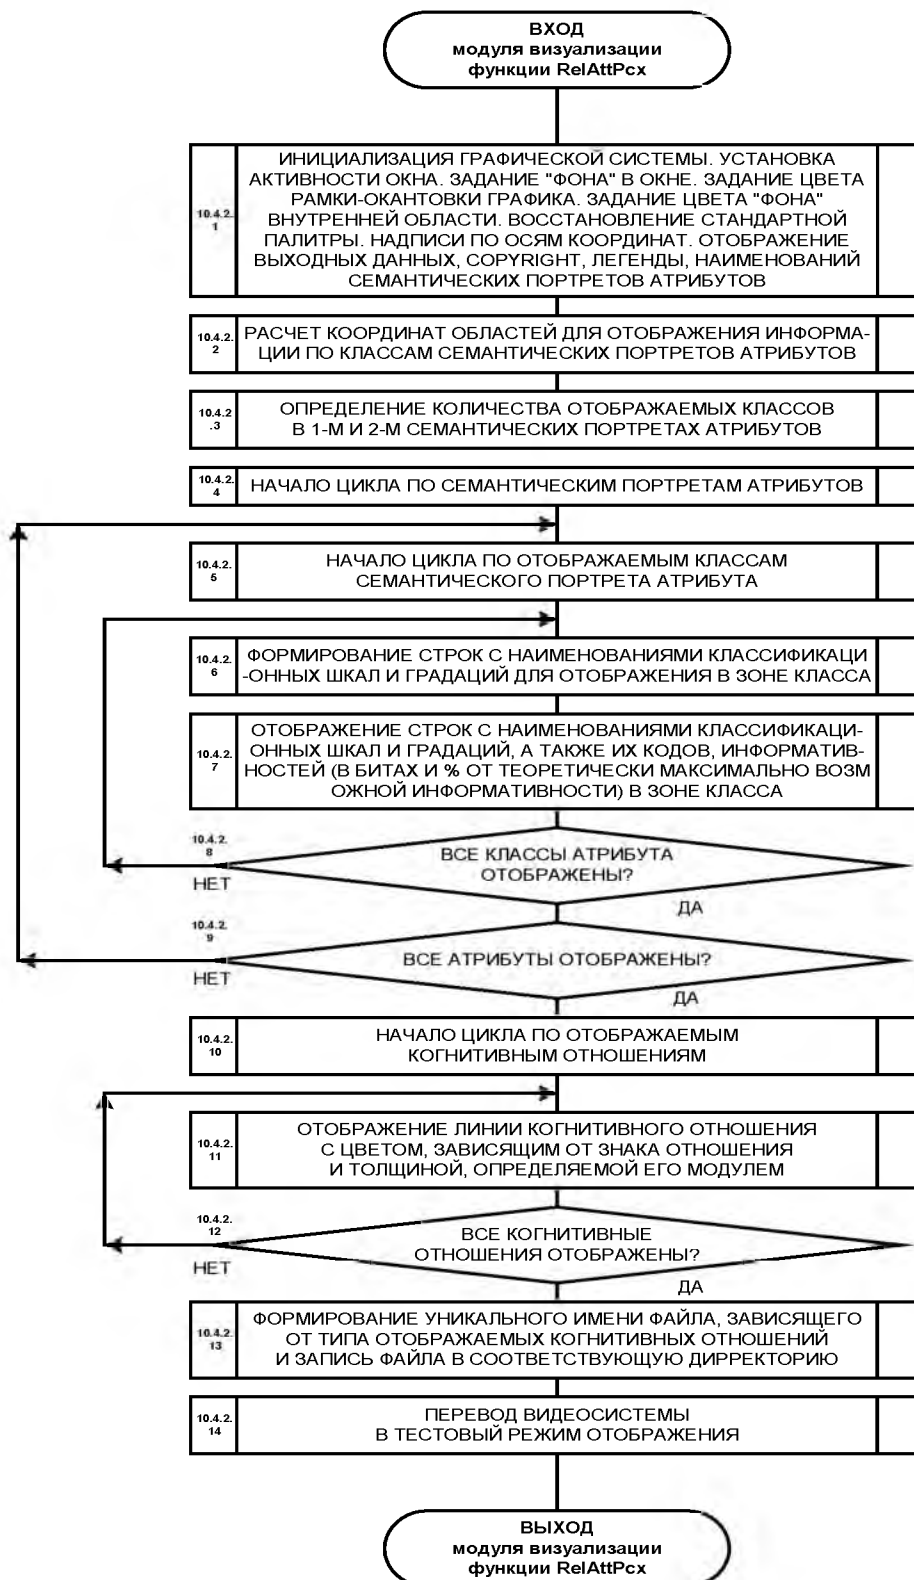 ВХОД
модуля визуализации
функции RelAttPcx
10.4.2.
1
ИНИЦИАЛИЗАЦИЯ ГРАФИЧЕСКОЙ СИСТЕМЫ. УСТАНОВКА
АКТИВНОСТИ ОКНА. ЗАДАНИЕ "ФОНА" В ОКНЕ. ЗАДАНИЕ ЦВЕТА
РАМКИ-ОКАНТОВКИ ГРАФИКА. ЗАДАНИЕ ЦВЕТА "ФОНА"
ВНУТРЕННЕЙ ОБЛАСТИ. ВОССТАНОВЛЕНИЕ СТАНДАРТНОЙ
ПАЛИТРЫ. НАДПИСИ ПО ОСЯМ КООРДИНАТ. ОТОБРАЖЕНИЕ
ВЫХОДНЫХ ДАННЫХ, COPYRIGHT, ЛЕГЕНДЫ, НАИМЕНОВАНИЙ
СЕМАНТИЧЕСКИХ ПОРТРЕТОВ АТРИБУТОВ
10.4.2.
2
РАСЧЕТ КООРДИНАТ ОБЛАСТЕЙ ДЛЯ ОТОБРАЖЕНИЯ ИНФОРМА-
ЦИИ ПО КЛАССАМ СЕМАНТИЧЕСКИХ ПОРТРЕТОВ АТРИБУТОВ
10.4.2
.3
ОПРЕДЕЛЕНИЕ КОЛИЧЕСТВА ОТОБРАЖАЕМЫХ КЛАССОВ
В 1-М И 2-М СЕМАНТИЧЕСКИХ ПОРТРЕТАХ АТРИБУТОВ
10.4.2.
4
НАЧАЛО ЦИКЛА ПО СЕМАНТИЧЕСКИМ ПОРТРЕТАМ АТРИБУТОВ
10.4.2.
5
НАЧАЛО ЦИКЛА ПО ОТОБРАЖАЕМЫМ КЛАССАМ
СЕМАНТИЧЕСКОГО ПОРТРЕТА АТРИБУТА
10.4.2.
6
ФОРМИРОВАНИЕ СТРОК С НАИМЕНОВАНИЯМИ КЛАССИФИКАЦИ
-ОННЫХ ШКАЛ И ГРАДАЦИЙ ДЛЯ ОТОБРАЖЕНИЯ В ЗОНЕ КЛАССА
10.4.2.
7
ОТОБРАЖЕНИЕ СТРОК С НАИМЕНОВАНИЯМИ КЛАССИФИКАЦИ-
ОННЫХ ШКАЛ И ГРАДАЦИЙ, А ТАКЖЕ ИХ КОДОВ, ИНФОРМАТИВ-
НОСТЕЙ (В БИТАХ И % ОТ ТЕОРЕТИЧЕСКИ МАКСИМАЛЬНО ВОЗМ
ОЖНОЙ ИНФОРМАТИВНОСТИ) В ЗОНЕ КЛАССА
10.4.2.
8
ВСЕ КЛАССЫ АТРИБУТА
ОТОБРАЖЕНЫ?
НЕТ
ДА
10.4.2.
9
ВСЕ АТРИБУТЫ ОТОБРАЖЕНЫ?
НЕТ
ДА
10.4.2.
10
НАЧАЛО ЦИКЛА ПО ОТОБРАЖАЕМЫМ
КОГНИТИВНЫМ ОТНОШЕНИЯМ
10.4.2.
11
ОТОБРАЖЕНИЕ ЛИНИИ КОГНИТИВНОГО ОТНОШЕНИЯ
С ЦВЕТОМ, ЗАВИСЯЩИМ ОТ ЗНАКА ОТНОШЕНИЯ
И ТОЛЩИНОЙ, ОПРЕДЕЛЯЕМОЙ ЕГО МОДУЛЕМ
10.4.2.
12
ВСЕ КОГНИТИВНЫЕ
ОТНОШЕНИЯ ОТОБРАЖЕНЫ?
НЕТ
ДА
10.4.2.
13
ФОРМИРОВАНИЕ УНИКАЛЬНОГО ИМЕНИ ФАЙЛА, ЗАВИСЯЩЕГО
ОТ ТИПА ОТОБРАЖАЕМЫХ КОГНИТИВНЫХ ОТНОШЕНИЙ
И ЗАПИСЬ ФАЙЛА В СООТВЕТСТВУЮЩУЮ ДИРРЕКТОРИЮ
10.4.2.
14
ПЕРЕВОД ВИДЕОСИСТЕМЫ
В ТЕСТОВЫЙ РЕЖИМ ОТОБРАЖЕНИЯ
ВЫХОД
модуля визуализации
функции RelAttPcx